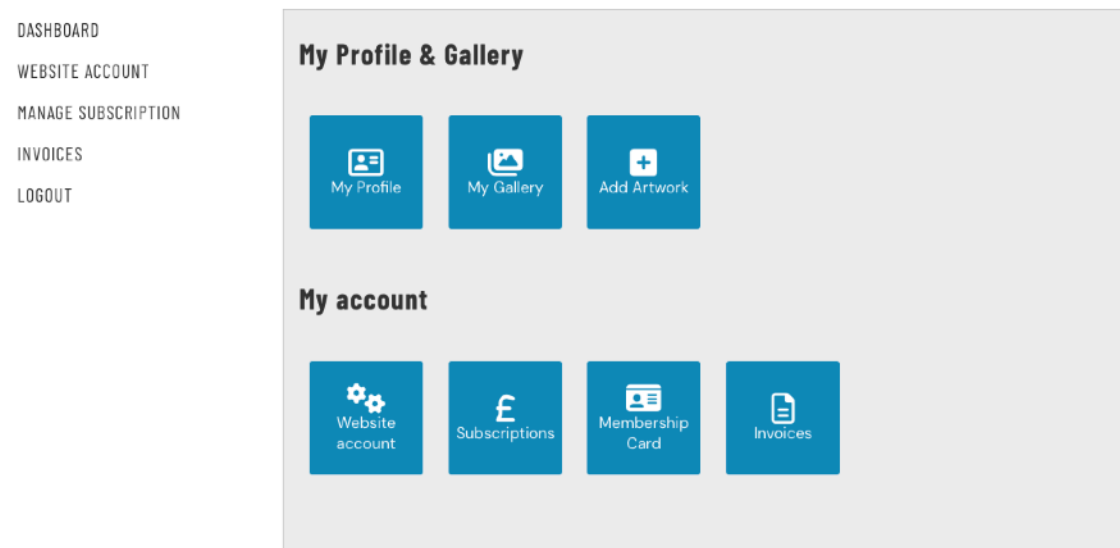 DASHBOARD
WEBSITE ACCOUNT
MANAGE SUBSCRIPTION
INVOICES
LOGOUT
My Profile & Gallery
My Profile
My Gallery
Add Artwork
My account
Website
account
£
Subscriptions
Membership
Card
Invoices